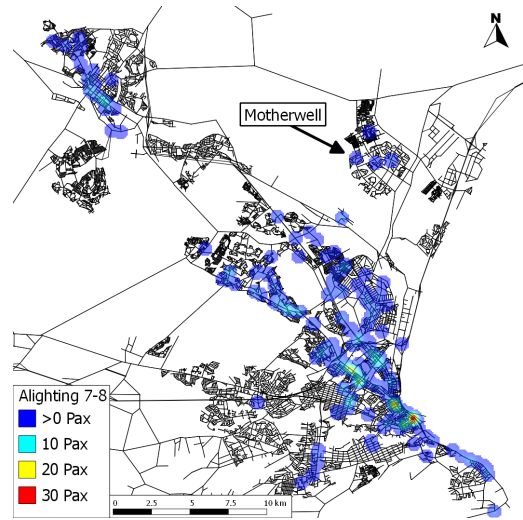 N
Motherwell
Alighting 7-8
>0 Pax
10 Pax
20 Pax
30 Pax
0 2.5 5 7.5 10 km